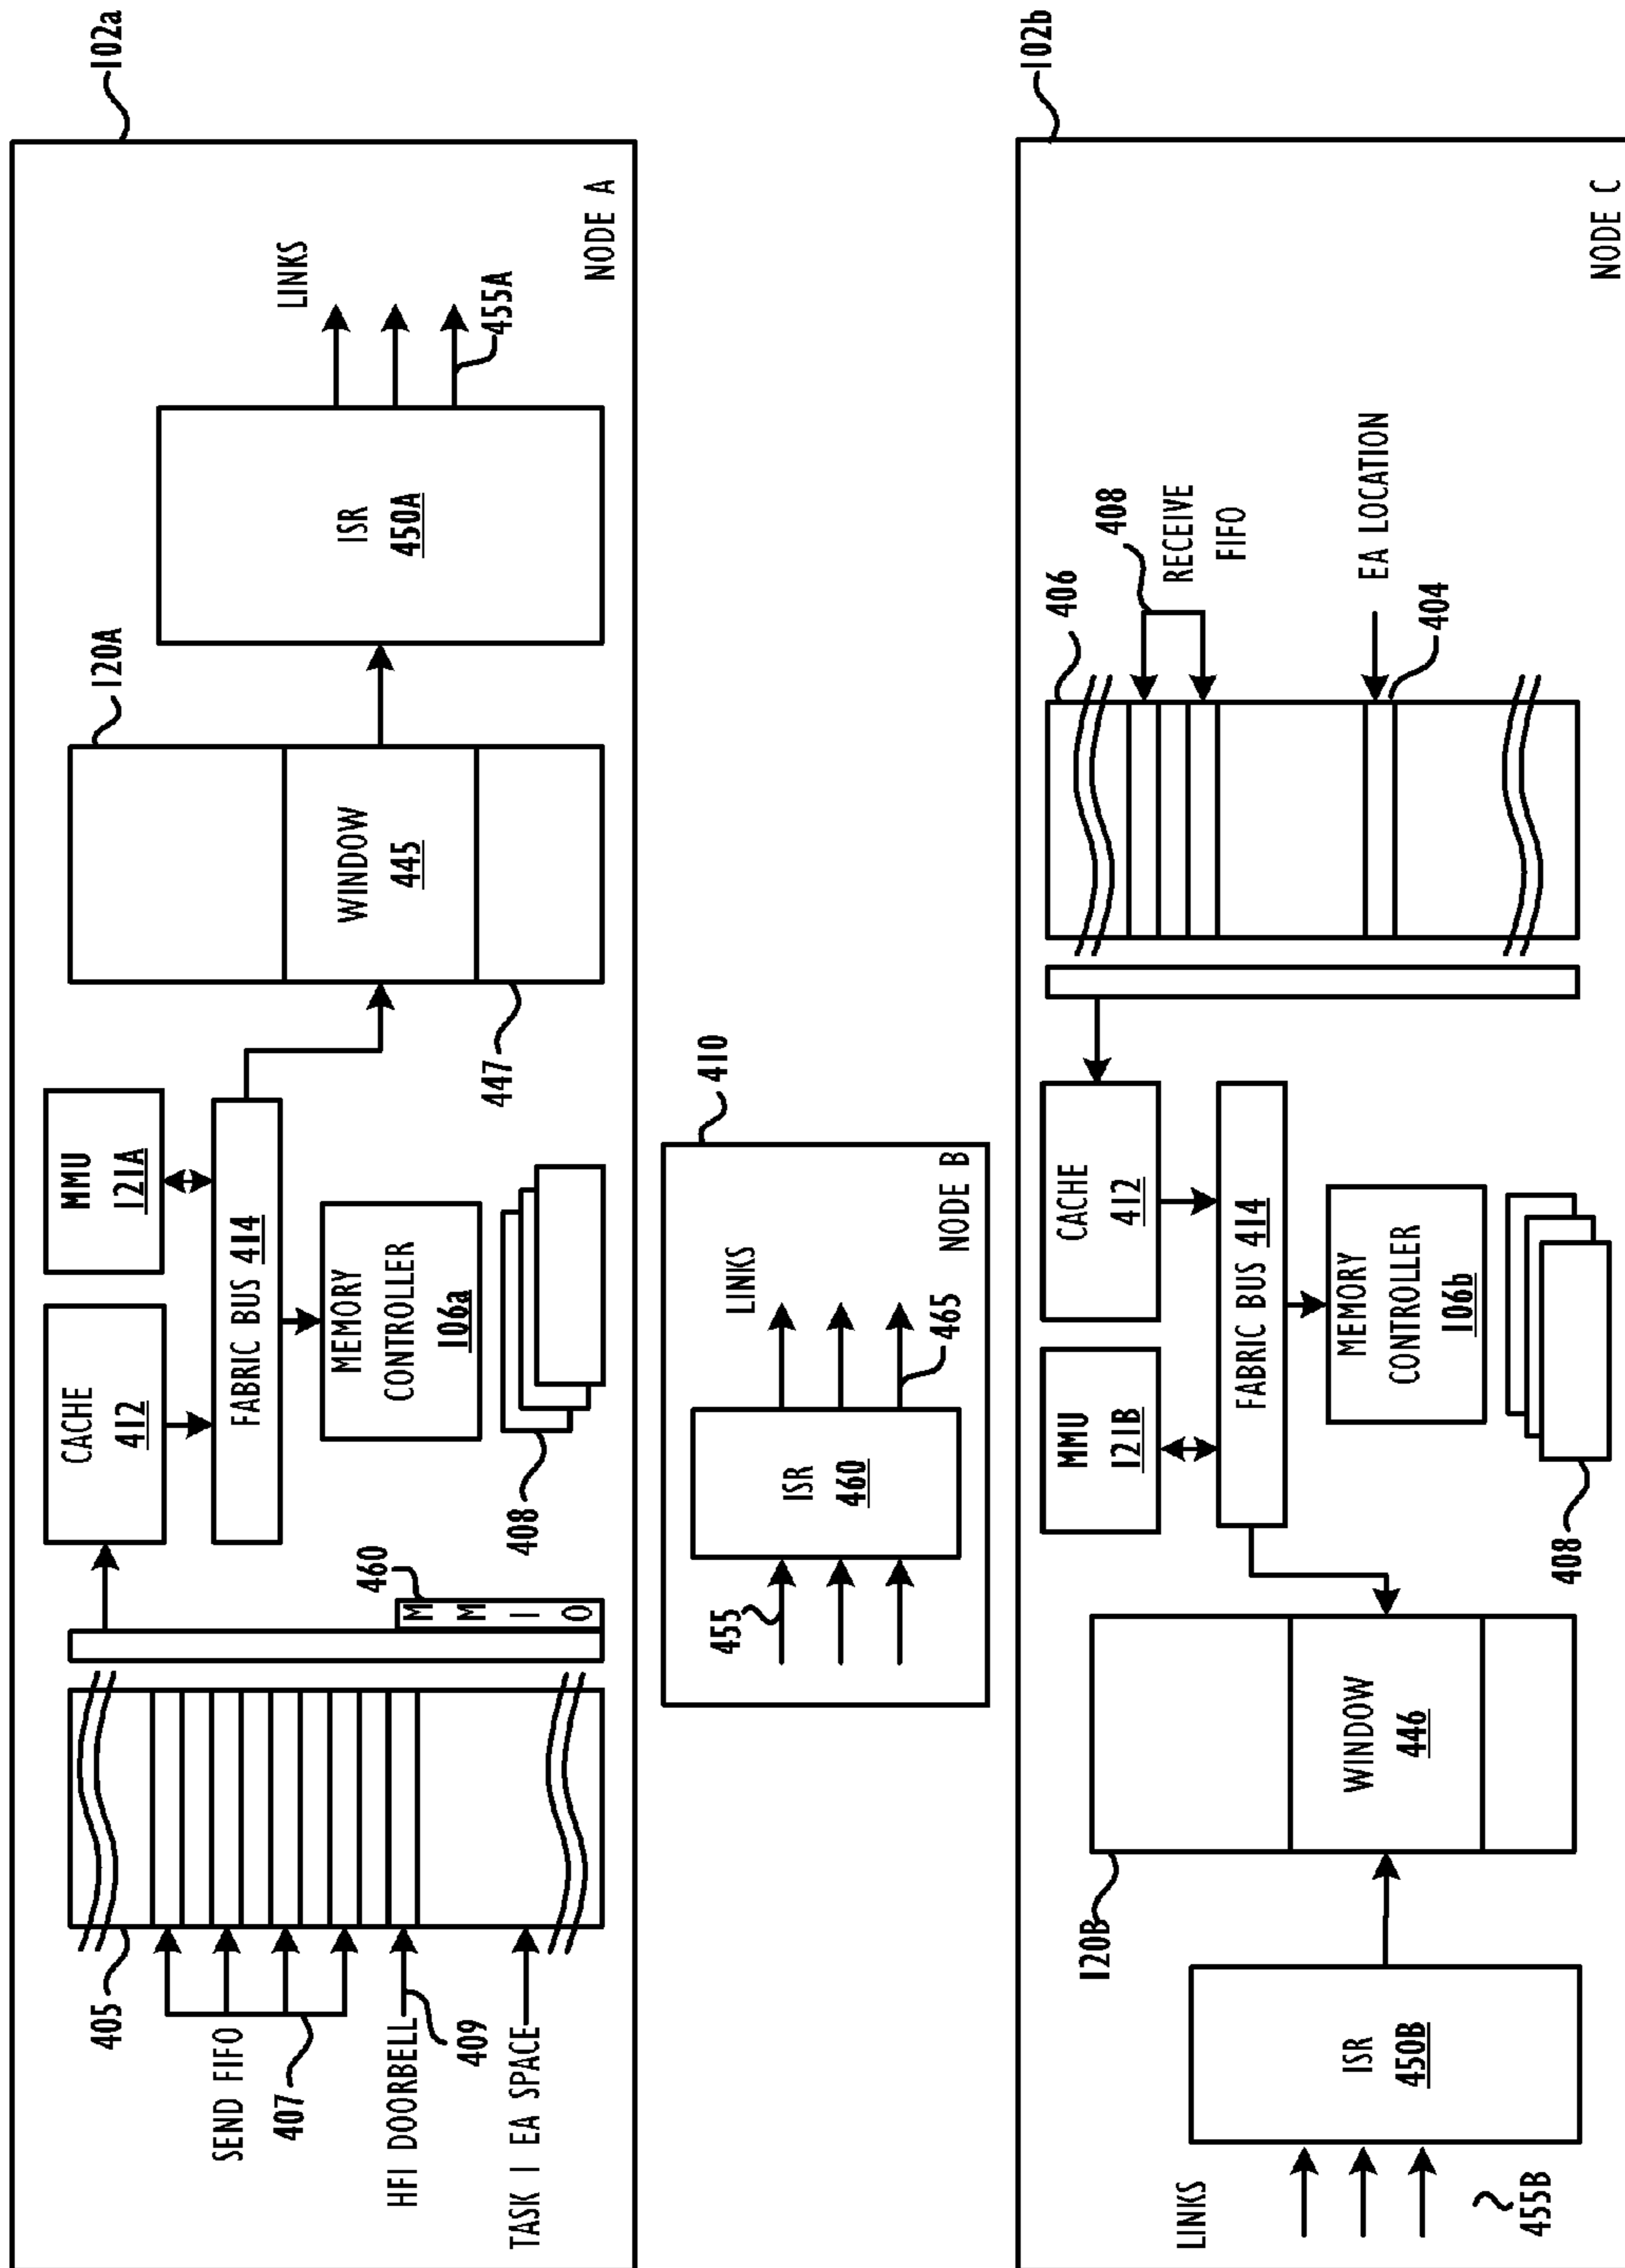 102a
NODE A
405
SEND FIFO
407
HFI DOORBELL
409
TASK 1 EA SPACE
460
M
M
I
O
CACHE
412
MMU
121A
FABRIC BUS 414
MEMORY
CONTROLLER
106a
408
120A
WINDOW
445
447
ISR
450A
LINKS
455A
410
NODE B
455
ISR
460
LINKS
465
102b
NODE C
LINKS
455B
ISR
450B
120B
WINDOW
446
MMU
121B
CACHE
412
FABRIC BUS 414
MEMORY
CONTROLLER
106b
408
406
408
RECEIVE
FIFO
EA LOCATION
404